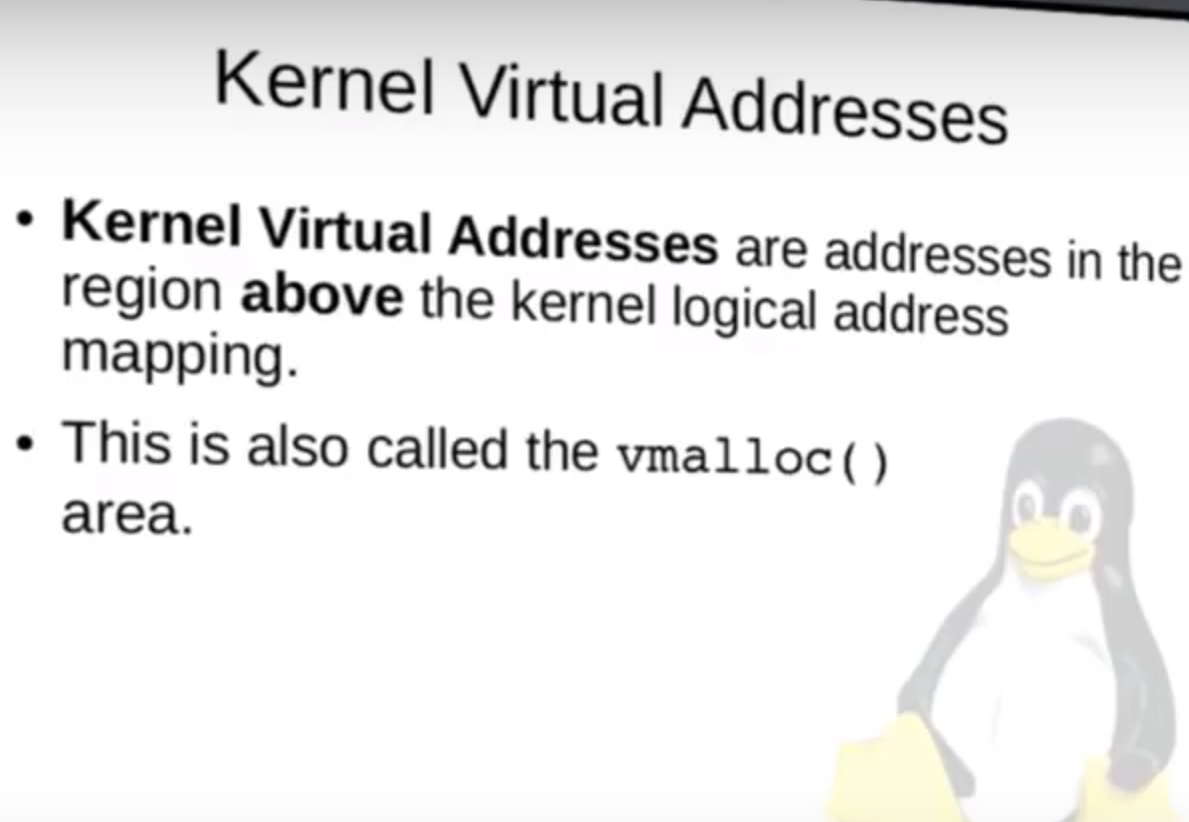 Kernel Virtual Addresses
• Kernel Virtual Addresses are addresses in the
region above the kernel logical address
mapping.
• This is also called the vmalloc()
area.